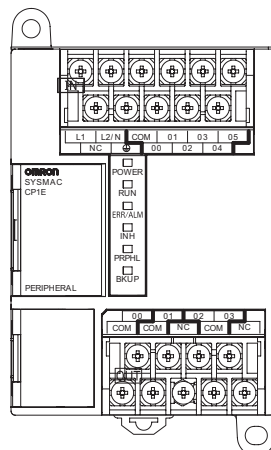 IN
L1 L2/N COM 01 03 05
NC 00 02 04
OMRON
SYSMAC
CP1E
POWER
RUN
ERR/ALM
INH
PRPHL
BKUP
PERIPHERAL
00 01 02 03
COM COM NC COM NC
OUT